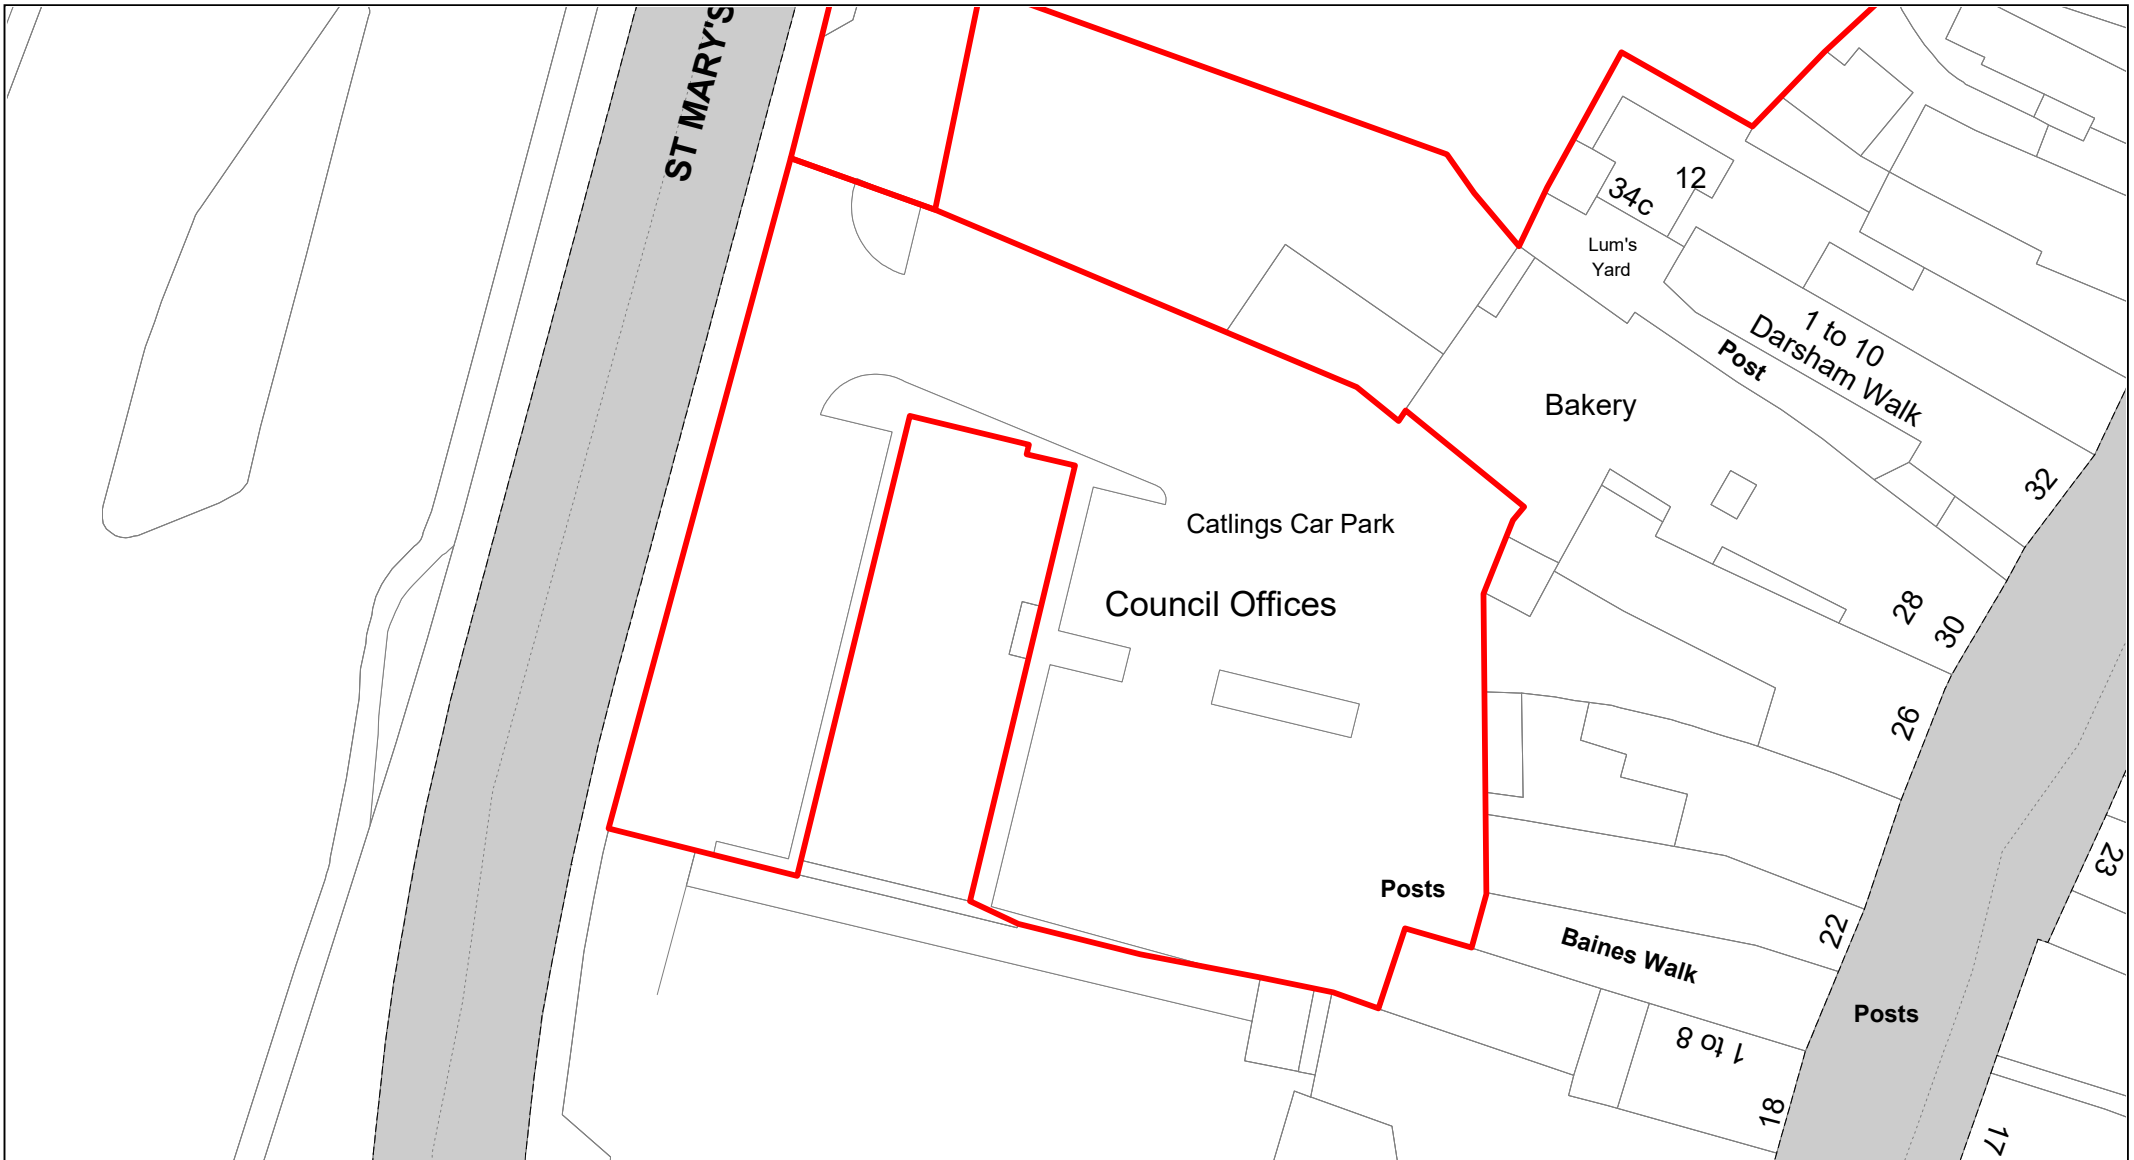 ST MARY'S
12
34c
Lum's
Yard
1 to 10
Darsham Walk
Post
Bakery
32
Catlings Car Park
Council Offices
28
30
26
23
Posts
22
Baines Walk
Posts
1 to 8
18
17